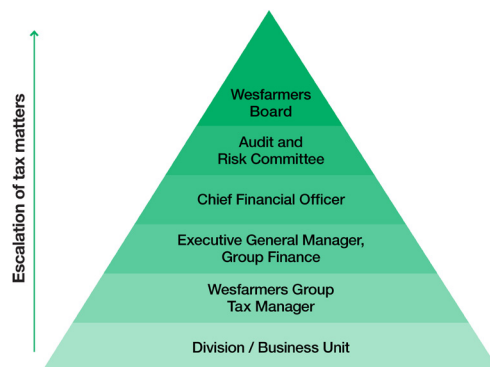 Escalation of tax matters
Wesfarmers
Board
Audit and
Risk Committee
Chief Financial Officer
Executive General Manager,
Group Finance
Wesfarmers Group
Tax Manager
Division / Business Unit